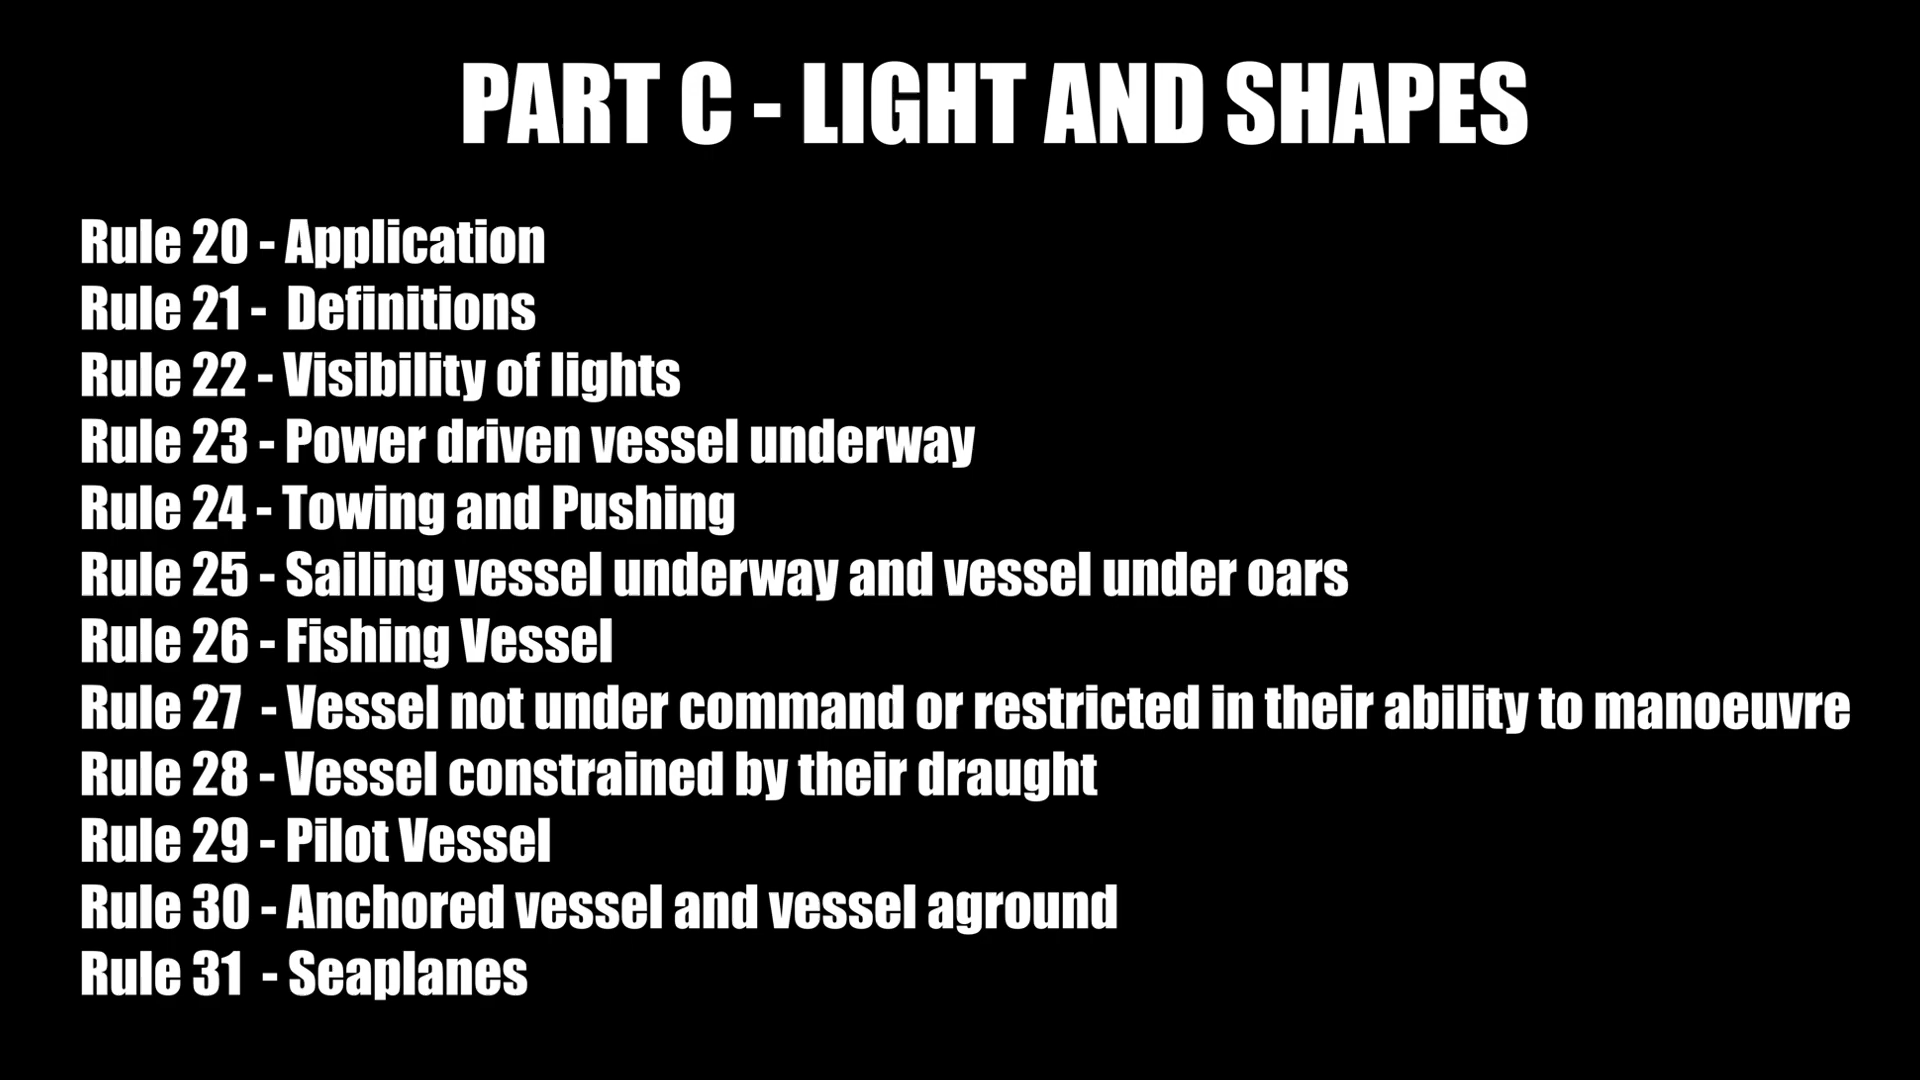 PART C - LIGHT AND SHAPES
Rule 20 - Application
Rule 21 - Definitions
Rule 22 - Visibility of lights
Rule 23 - Power driven vessel underway
Rule 24 - Towing and Pushing
Rule 25 - Sailing vessel underway and vessel under oars
Rule 26 - Fishing Vessel
Rule 27 - Vessel not under command or restricted in their ability to manoeuvre
Rule 28 - Vessel constrained by their draught
Rule 29 - Pilot Vessel
Rule 30 - Anchored vessel and vessel aground
Rule 31 - Seaplanes